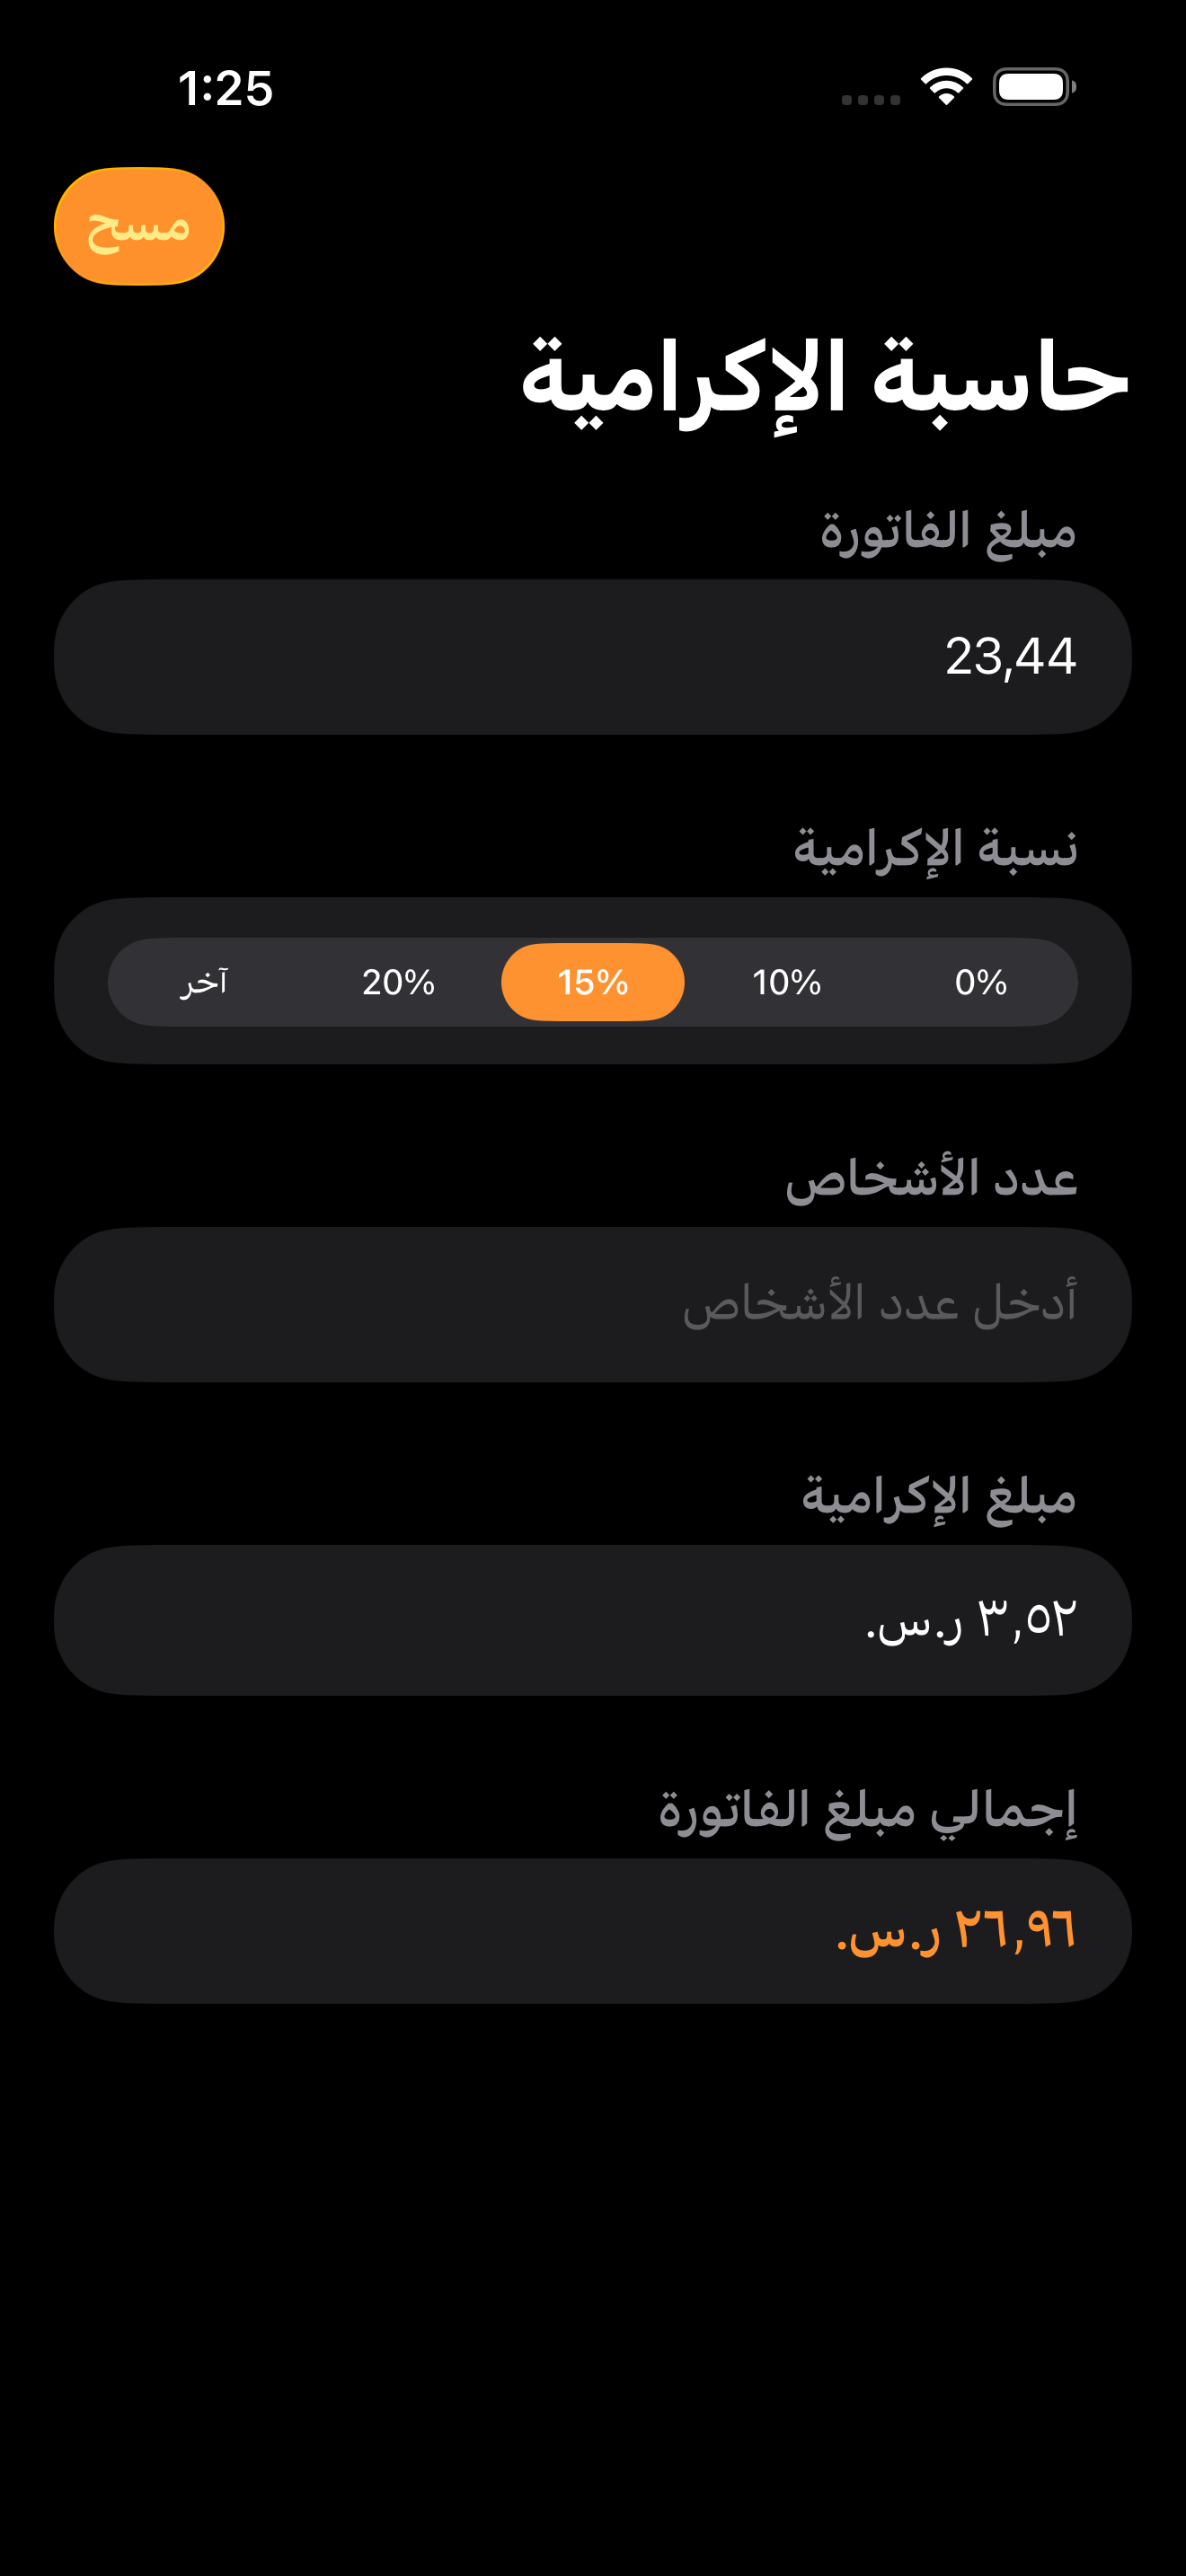 1:25
مسح
حاسبة الإكرامية
مبلغ الفاتورة
23,44
نسبة الإكرامية
0% 10% 15% 20% آخر
عدد الأشخاص
أدخل عدد الأشخاص
مبلغ الإكرامية
٣,٥٢ ر.س.
إجمالي مبلغ الفاتورة
٢٦,٩٦ ر.س.